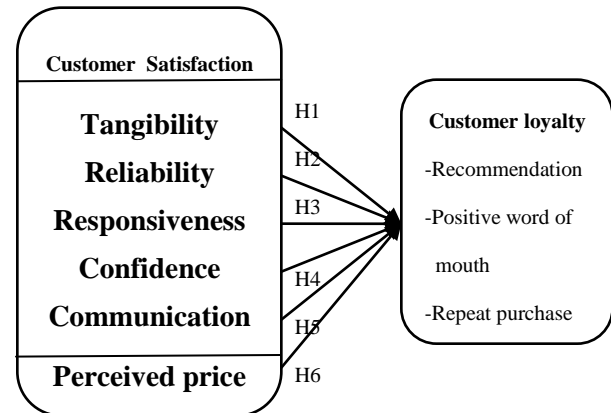 Customer Satisfaction
Tangibility
Reliability
Responsiveness
Confidence
Communication
Perceived price
H1
H2
H3
H4
H5
H6
Customer loyalty
-Recommendation
-Positive word of
mouth
-Repeat purchase